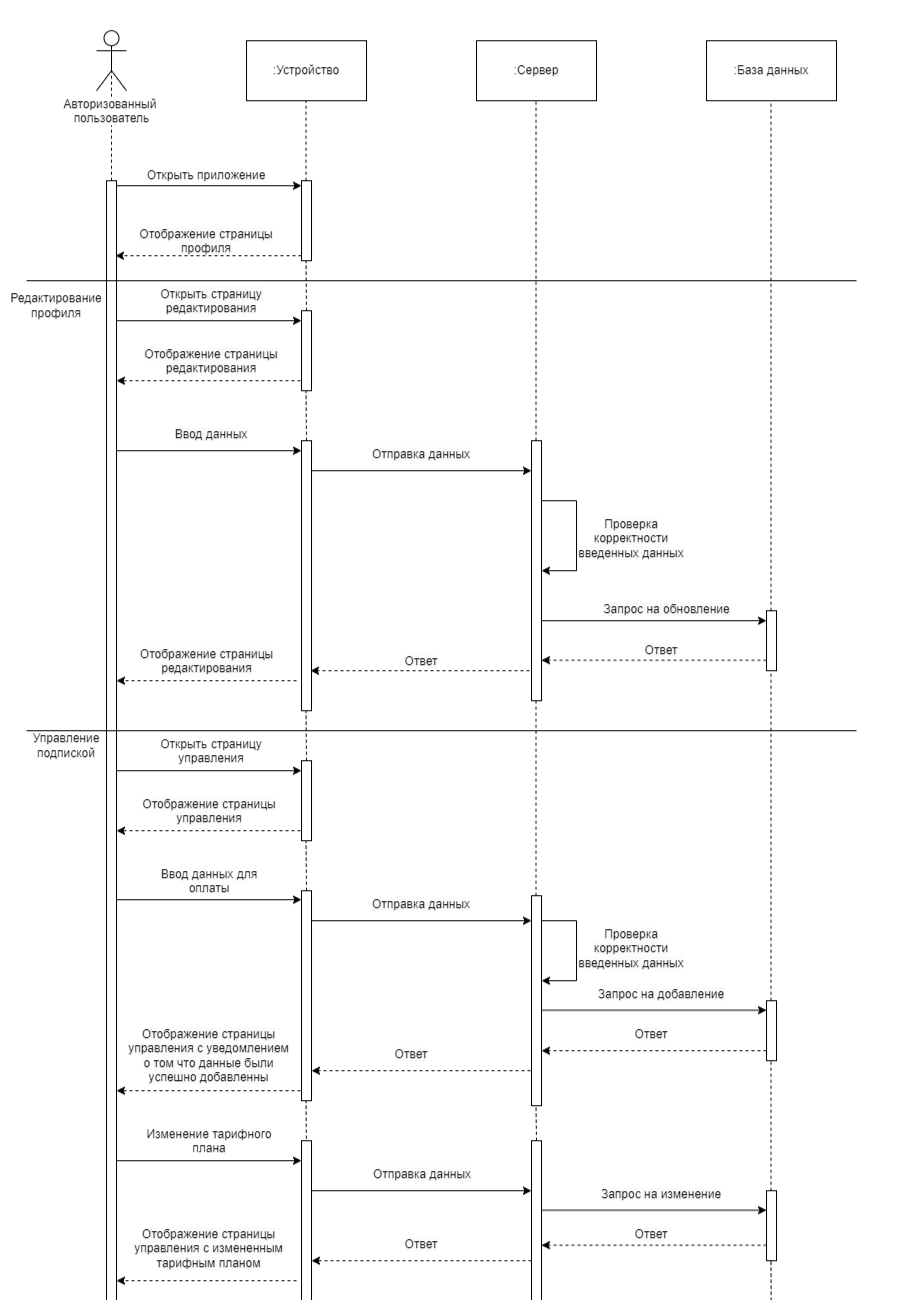 :Устройство
:Сервер
:База данных
Авторизованный
пользователь
Открыть приложение
Отображение страницы
профиля
Редактирование
профиля
Открыть страницу
редактирования
Отображение страницы
редактирования
Ввод данных
Отправка данных
Проверка
корректности
введенных данных
Запрос на обновление
Ответ
Ответ
Отображение страницы
редактирования
Управление
подпиской
Открыть страницу
управления
Отображение страницы
управления
Ввод данных для
оплаты
Отправка данных
Проверка
корректности
введенных данных
Запрос на добавление
Ответ
Ответ
Отображение страницы
управления с уведомлением
о том что данные были
успешно добавленны
Изменение тарифного
плана
Отправка данных
Запрос на изменение
Ответ
Ответ
Отображение страницы
управления с измененным
тарифным планом